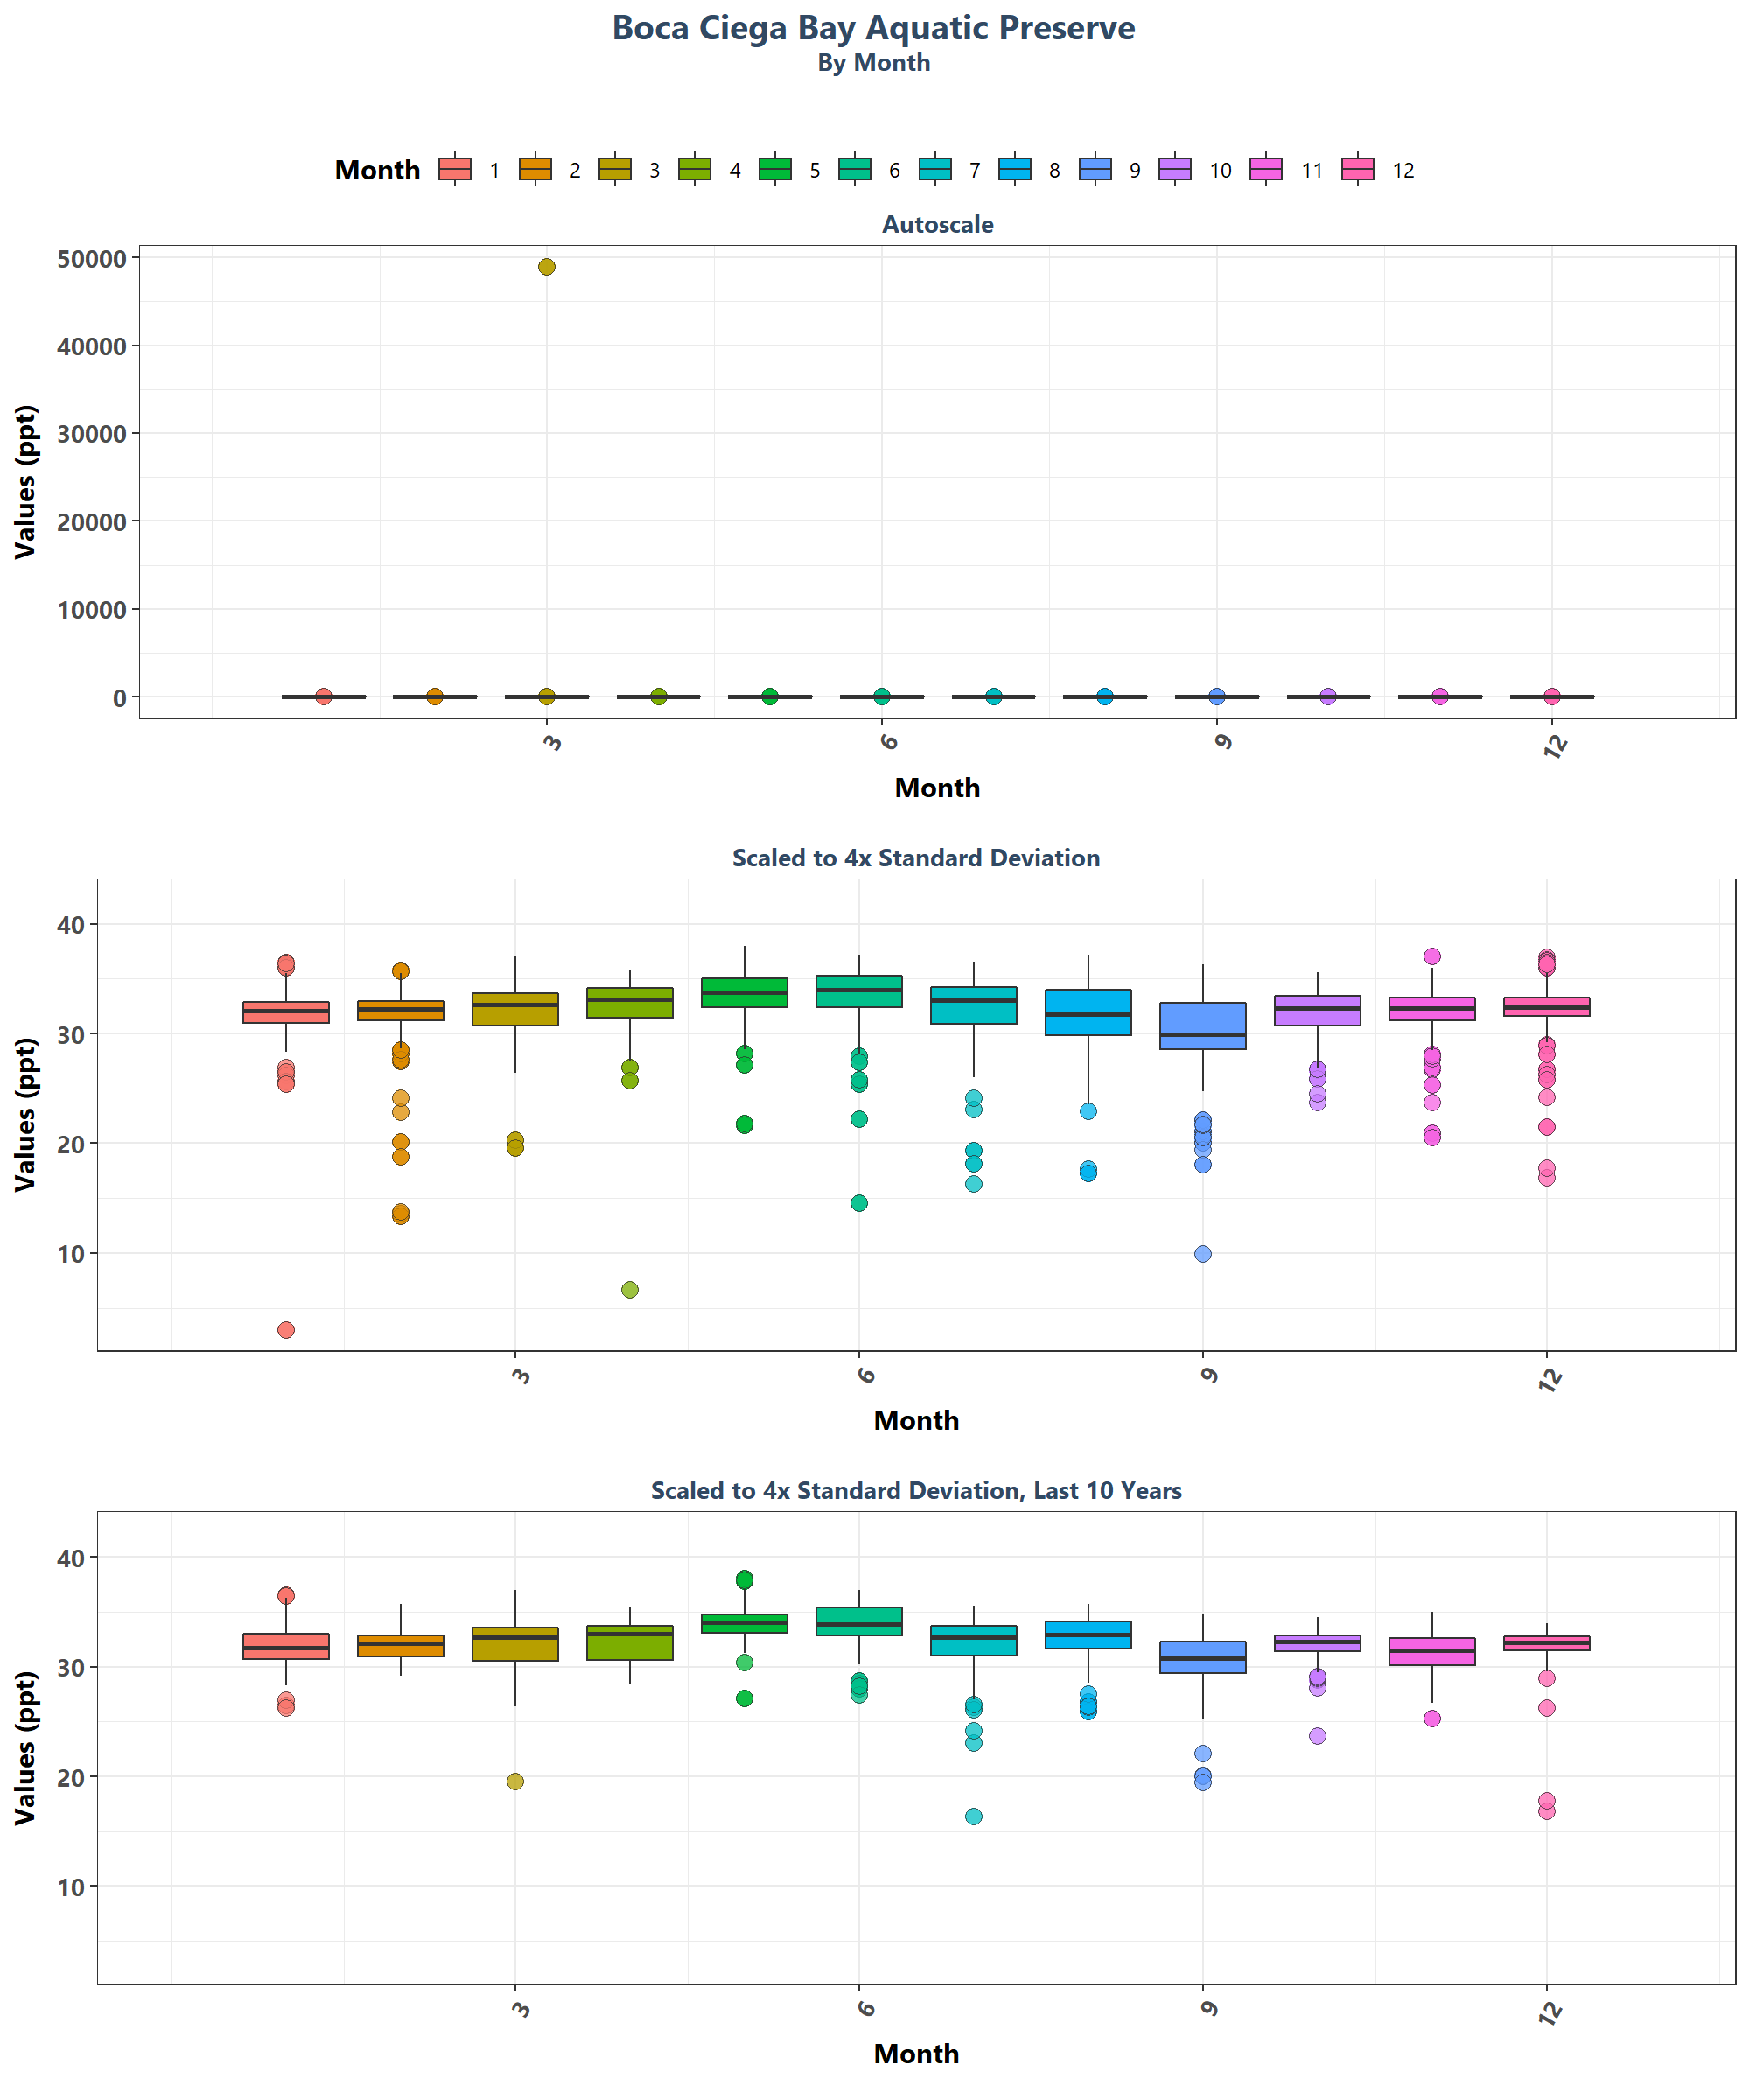 Boca Ciega Bay Aquatic Preserve
By Month
Month 1 2 3 4 5 6 7 8 9 10 11 12
Autoscale
50000
40000
30000
20000
10000
0
Values (ppt)
3 6 9 12
Month
Scaled to 4x Standard Deviation
40
30
20
10
Values (ppt)
3 6 9 12
Month
Scaled to 4x Standard Deviation, Last 10 Years
40
30
20
10
Values (ppt)
3 6 9 12
Month